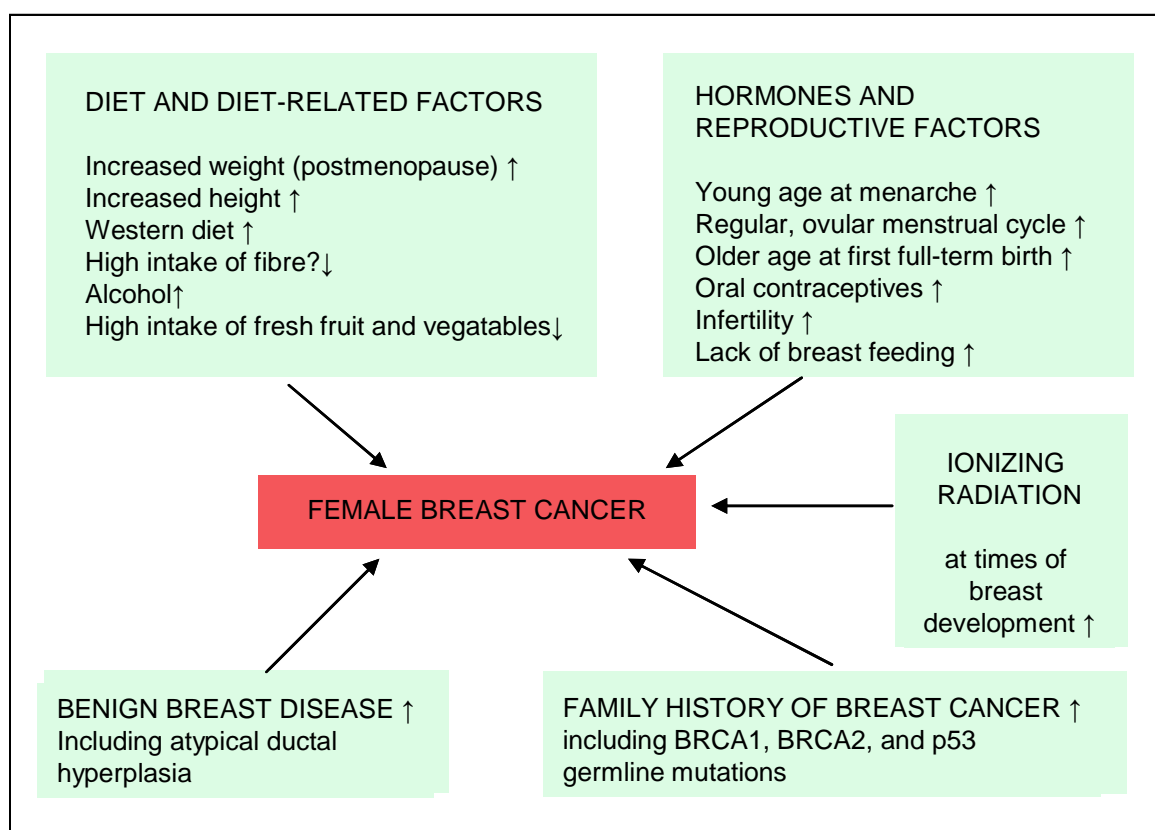 DIET AND DIET-RELATED FACTORS
Increased weight (postmenopause) ↑
Increased height ↑
Western diet ↑
High intake of fibre?↓
Alcohol↑
High intake of fresh fruit and vegatables↓
HORMONES AND
REPRODUCTIVE FACTORS
Young age at menarche ↑
Regular, ovular menstrual cycle ↑
Older age at first full-term birth ↑
Oral contraceptives ↑
Infertility ↑
Lack of breast feeding ↑
FEMALE BREAST CANCER
IONIZING
RADIATION
at times of
breast
development ↑
BENIGN BREAST DISEASE ↑
Including atypical ductal
hyperplasia
FAMILY HISTORY OF BREAST CANCER ↑
including BRCA1, BRCA2, and p53
germline mutations